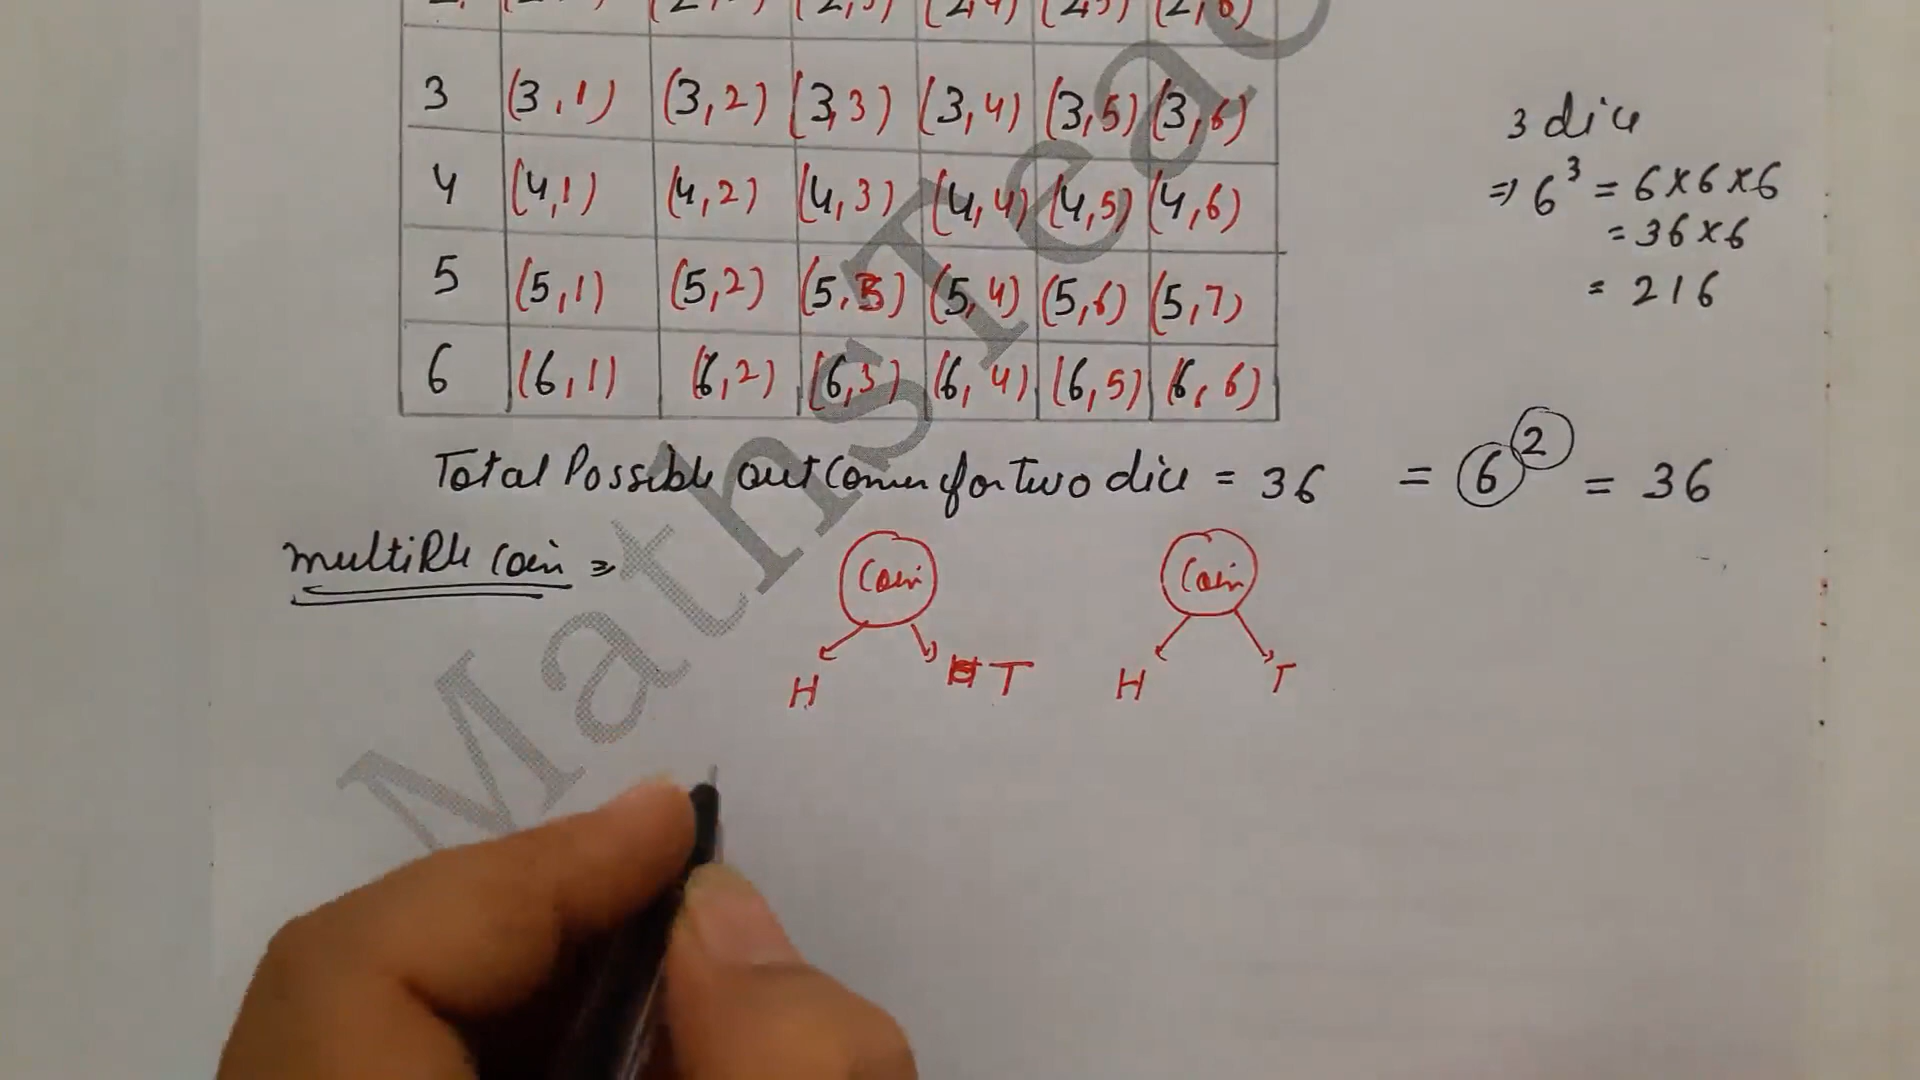 3 (3,1) (3,2) (3,3) (3,4) (3,5) (3,6)
4 (4,1) (4,2) (4,3) (4,4) (4,5) (4,6)
5 (5,1) (5,2) (5,3) (5,4) (5,6) (5,7)
6 (6,1) (6,2) (6,3) (6,4) (6,5) (6,6)
3 dice
⇒ 6³ = 6×6×6
= 36×6
= 216
Total Possible outcomes for two dice = 36 = 6² = 36
multiple coin ⇒
Coin
H T
Coin
H T
Maths Teac